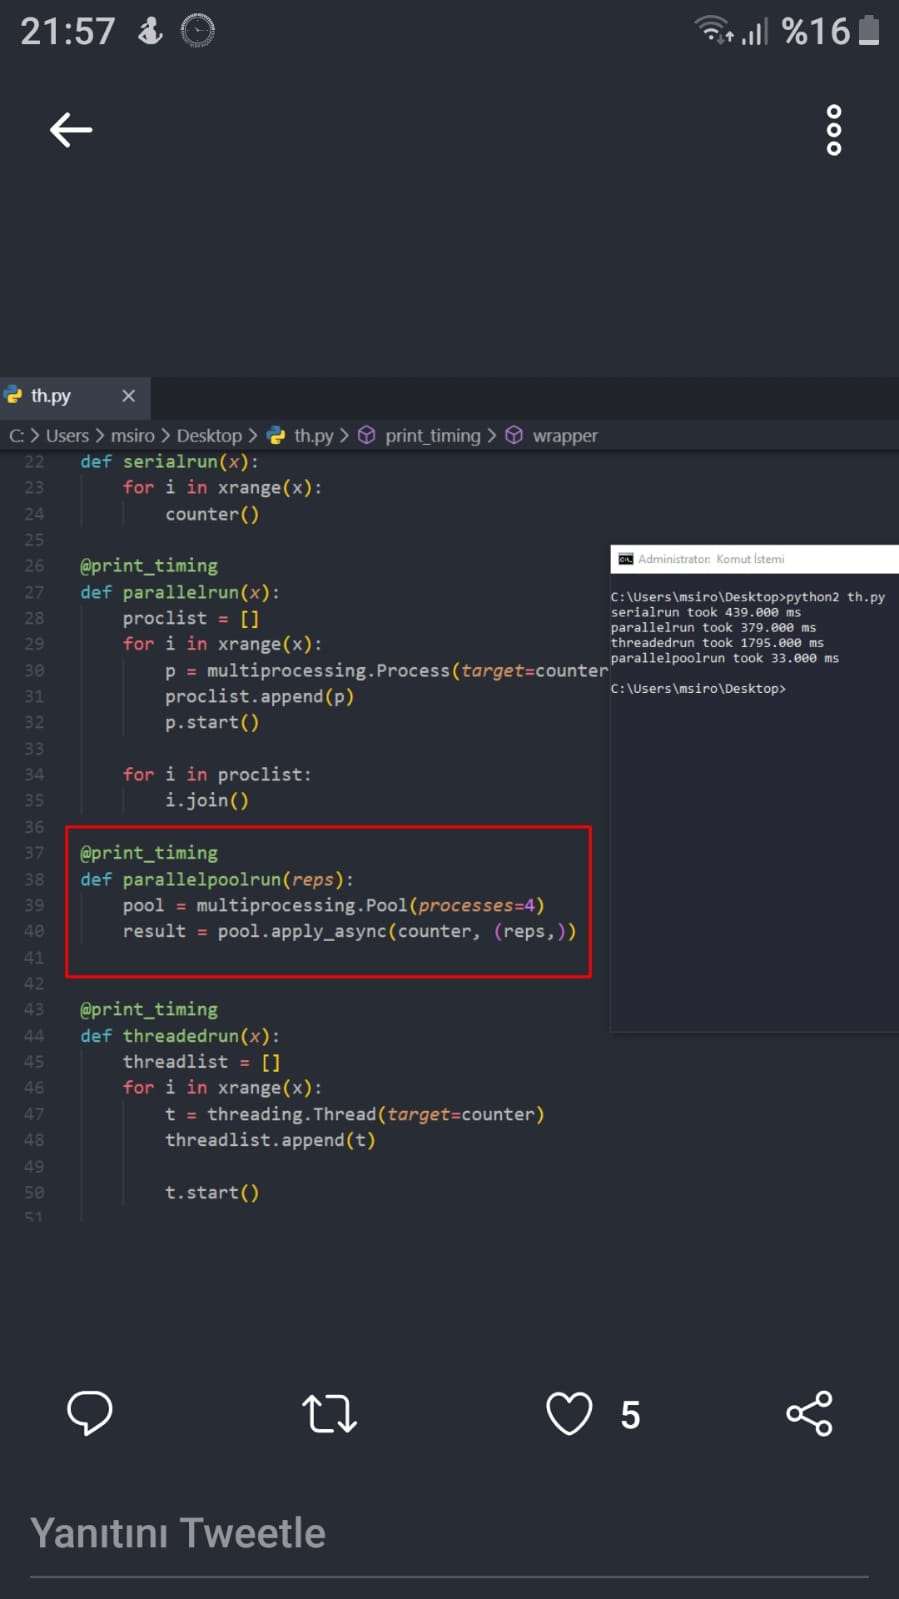 21:57
%16
th.py
C: > Users > msiro > Desktop > th.py > print_timing > wrapper
22 def serialrun(x):
23 for i in xrange(x):
24 counter()
25
26 @print_timing
27 def parallelrun(x):
28 proclist = []
29 for i in xrange(x):
30 p = multiprocessing.Process(target=counter
31 proclist.append(p)
32 p.start()
33
34 for i in proclist:
35 i.join()
36
37 @print_timing
38 def parallelpoolrun(reps):
39 pool = multiprocessing.Pool(processes=4)
40 result = pool.apply_async(counter, (reps,))
41
42
43 @print_timing
44 def threadedrun(x):
45 threadlist = []
46 for i in xrange(x):
47 t = threading.Thread(target=counter)
48 threadlist.append(t)
49
50 t.start()
51
Administrator: Komut İstemi
C:\Users\msiro\Desktop>python2 th.py
serialrun took 439.000 ms
parallelrun took 379.000 ms
threadedrun took 1795.000 ms
parallelpoolrun took 33.000 ms
C:\Users\msiro\Desktop>
5
Yanıtını Tweetle